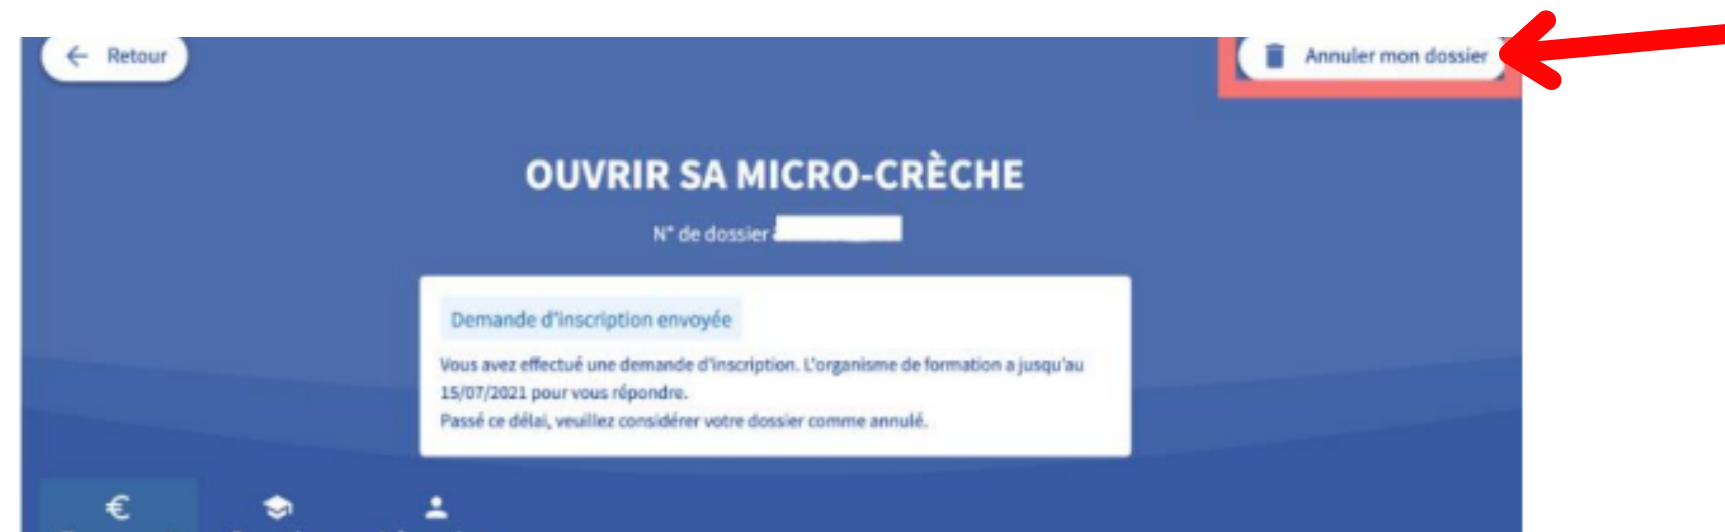 Retour
Annuler mon dossier
OUVRIR SA MICRO-CRÈCHE
N° de dossier
Demande d'inscription envoyée
Vous avez effectué une demande d'inscription. L'organisme de formation a jusqu'au
15/07/2021 pour vous répondre.
Passé ce délai, veuillez considérer votre dossier comme annulé.
€